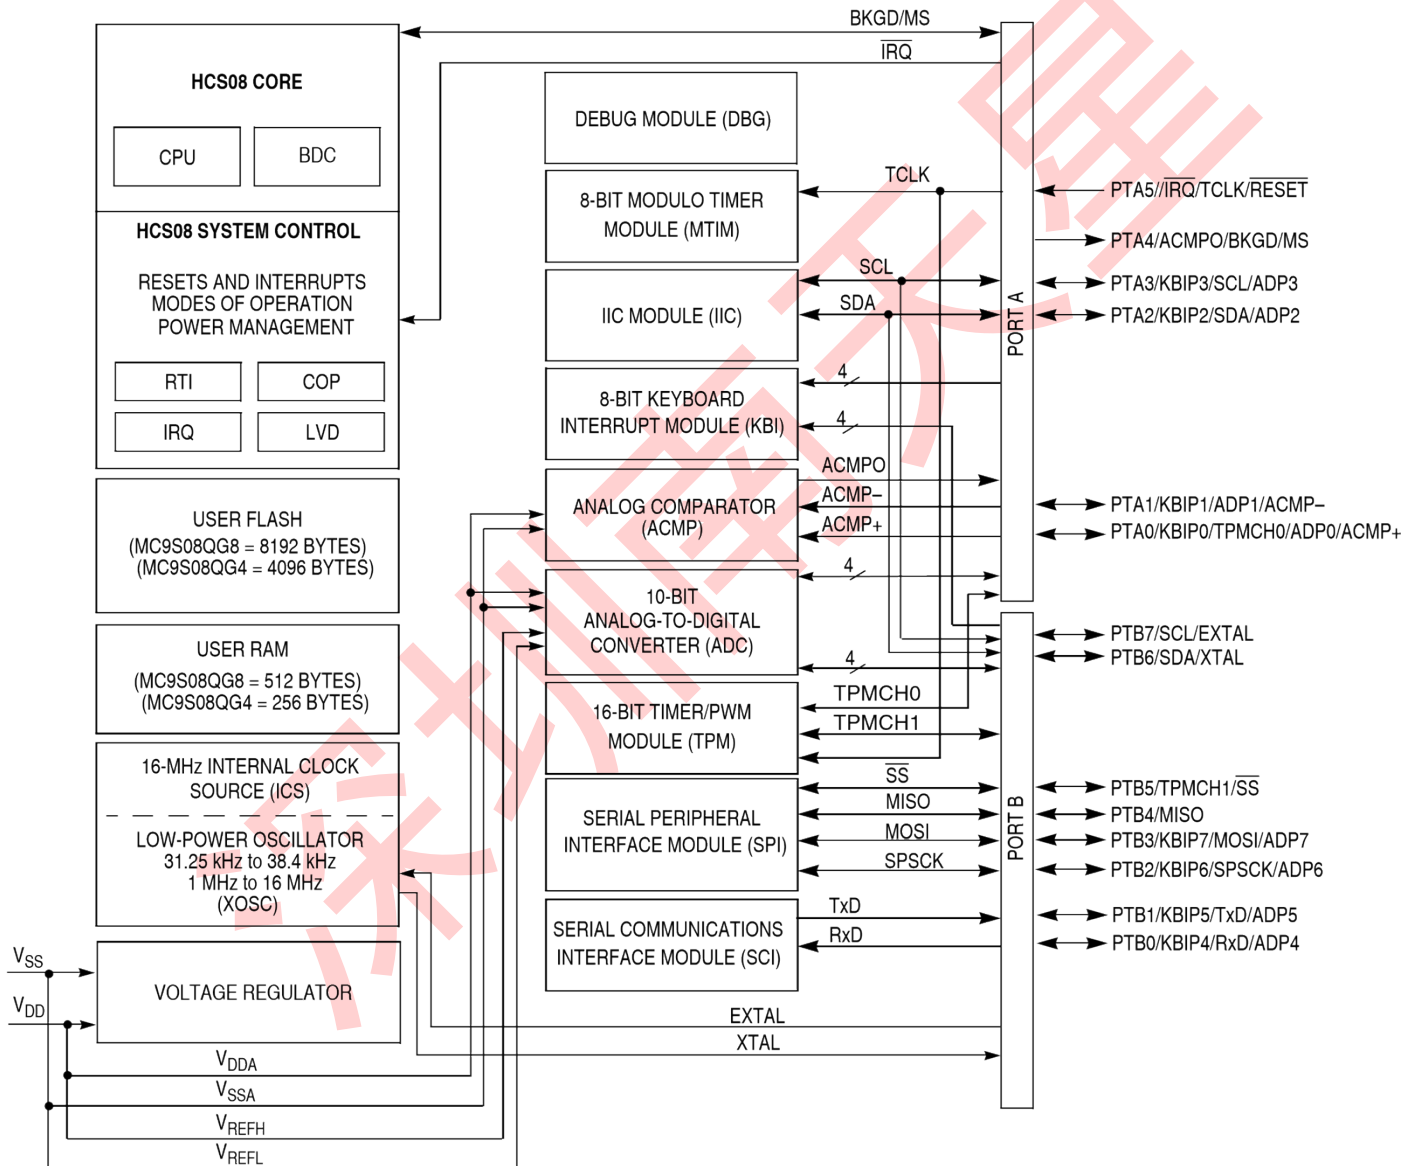 BKGD/MS
IRQ
HCS08 CORE
CPU
BDC
HCS08 SYSTEM CONTROL
RESETS AND INTERRUPTS
MODES OF OPERATION
POWER MANAGEMENT
RTI
COP
IRQ
LVD
USER FLASH
(MC9S08QG8 = 8192 BYTES)
(MC9S08QG4 = 4096 BYTES)
USER RAM
(MC9S08QG8 = 512 BYTES)
(MC9S08QG4 = 256 BYTES)
16-MHz INTERNAL CLOCK
SOURCE (ICS)
LOW-POWER OSCILLATOR
31.25 kHz to 38.4 kHz
1 MHz to 16 MHz
(XOSC)
VSS
VDD
VOLTAGE REGULATOR
VDDA
VSSA
VREFH
VREFL
DEBUG MODULE (DBG)
8-BIT MODULO TIMER
MODULE (MTIM)
IIC MODULE (IIC)
8-BIT KEYBOARD
INTERRUPT MODULE (KBI)
ANALOG COMPARATOR
(ACMP)
10-BIT
ANALOG-TO-DIGITAL
CONVERTER (ADC)
16-BIT TIMER/PWM
MODULE (TPM)
SERIAL PERIPHERAL
INTERFACE MODULE (SPI)
SERIAL COMMUNICATIONS
INTERFACE MODULE (SCI)
TCLK
SCL
SDA
4
4
ACMPO
ACMP–
ACMP+
4
4
TPMCH0
TPMCH1
SS
MISO
MOSI
SPSCK
TxD
RxD
EXTAL
XTAL
PORT A
PORT B
PTA5//IRQ/TCLK/RESET
PTA4/ACMPO/BKGD/MS
PTA3/KBIP3/SCL/ADP3
PTA2/KBIP2/SDA/ADP2
PTA1/KBIP1/ADP1/ACMP–
PTA0/KBIP0/TPMCH0/ADP0/ACMP+
PTB7/SCL/EXTAL
PTB6/SDA/XTAL
PTB5/TPMCH1/SS
PTB4/MISO
PTB3/KBIP7/MOSI/ADP7
PTB2/KBIP6/SPSCK/ADP6
PTB1/KBIP5/TxD/ADP5
PTB0/KBIP4/RxD/ADP4
深圳南天星